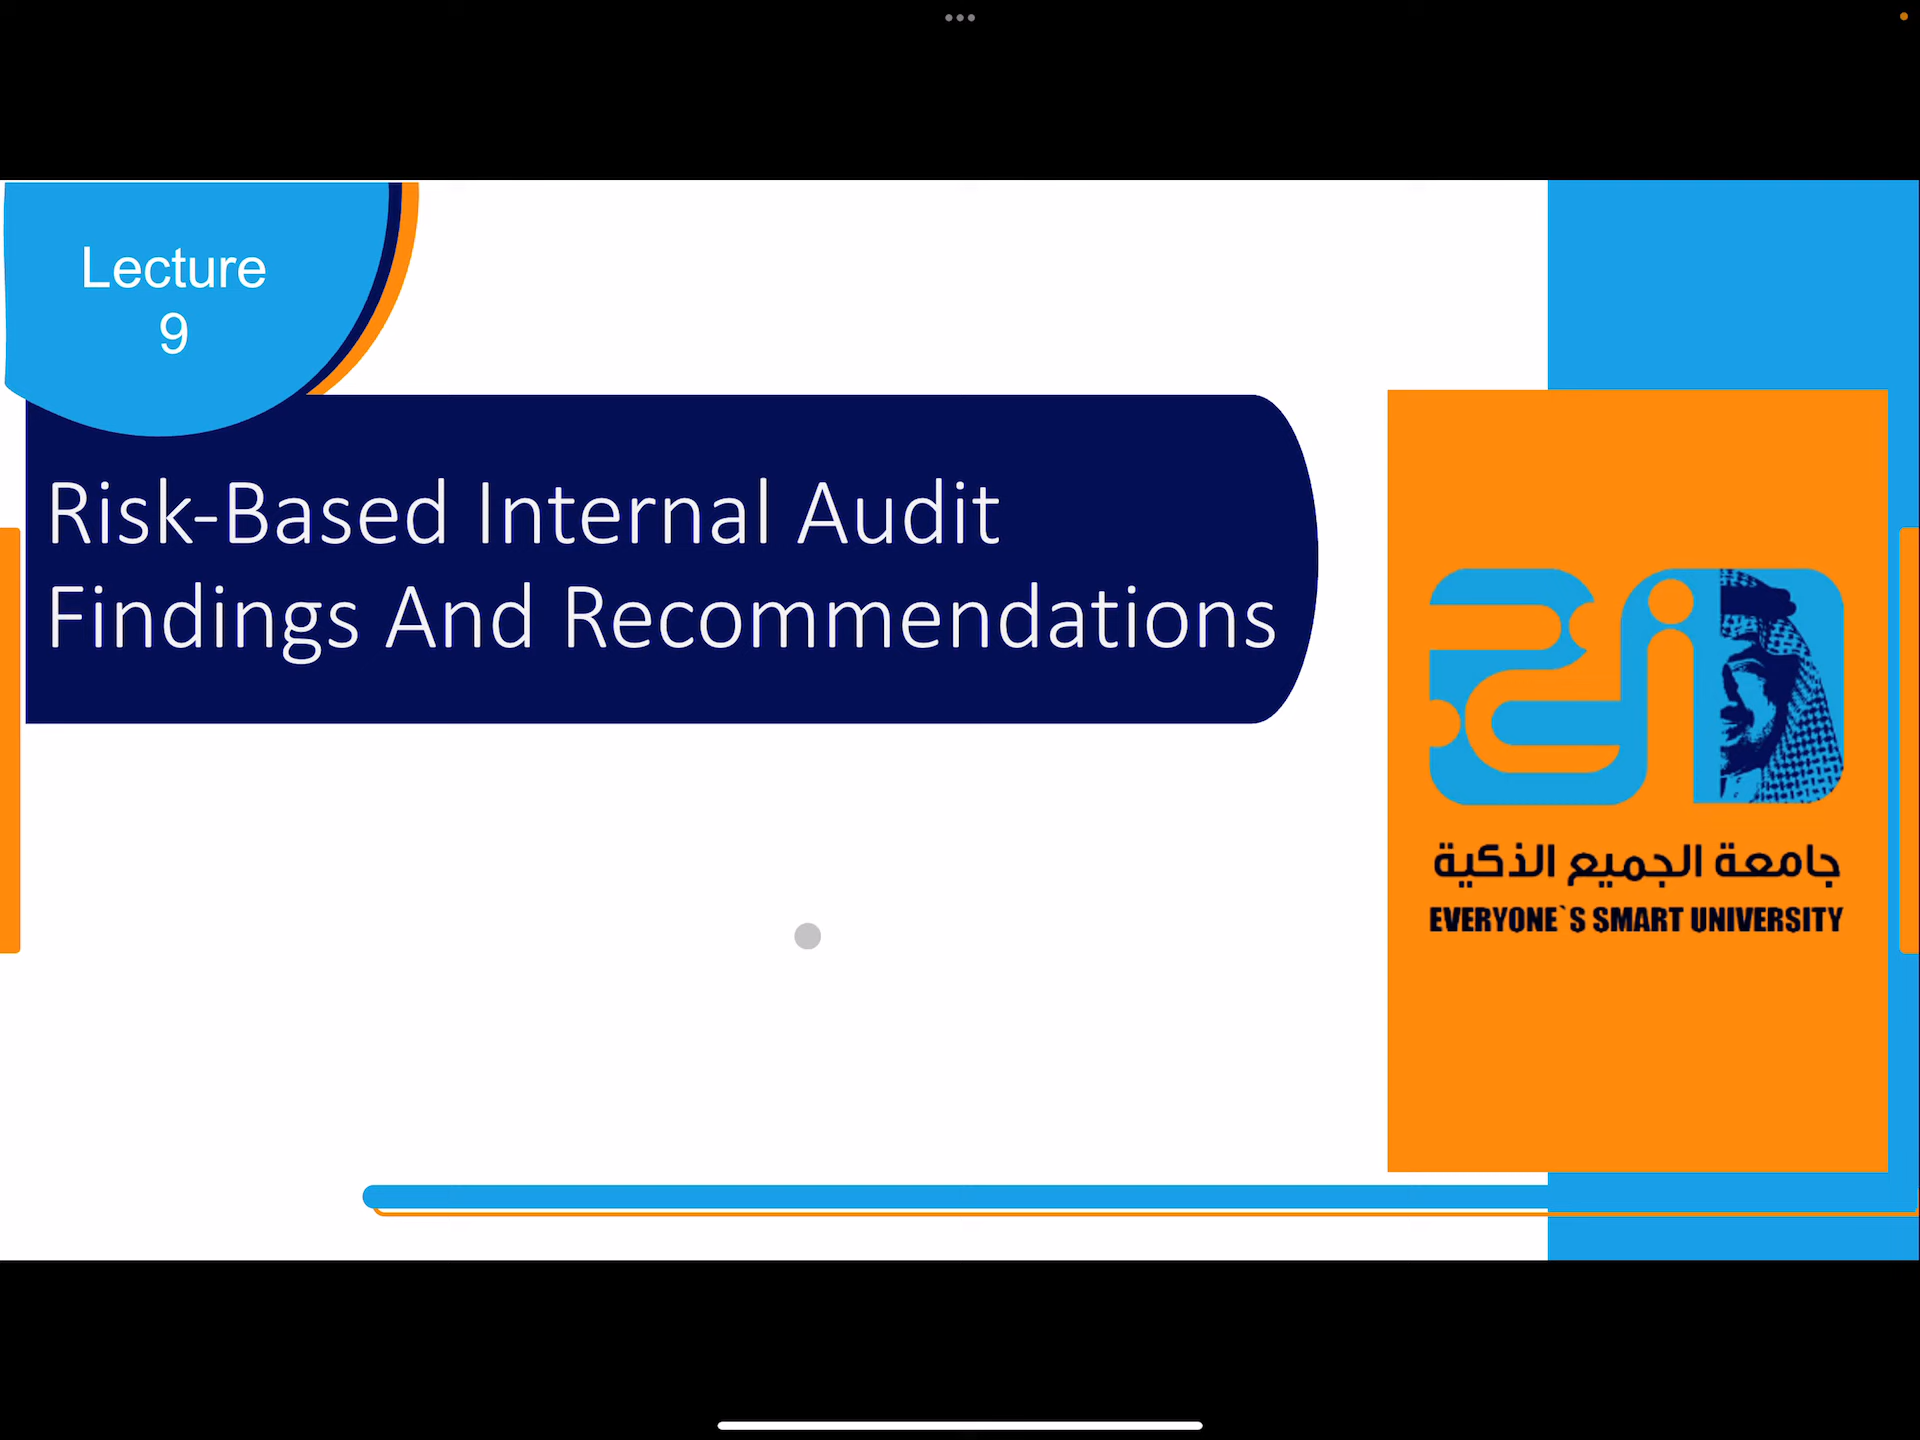 Lecture
9
Risk-Based Internal Audit
Findings And Recommendations
جامعة الجميع الذكية
EVERYONE`S SMART UNIVERSITY